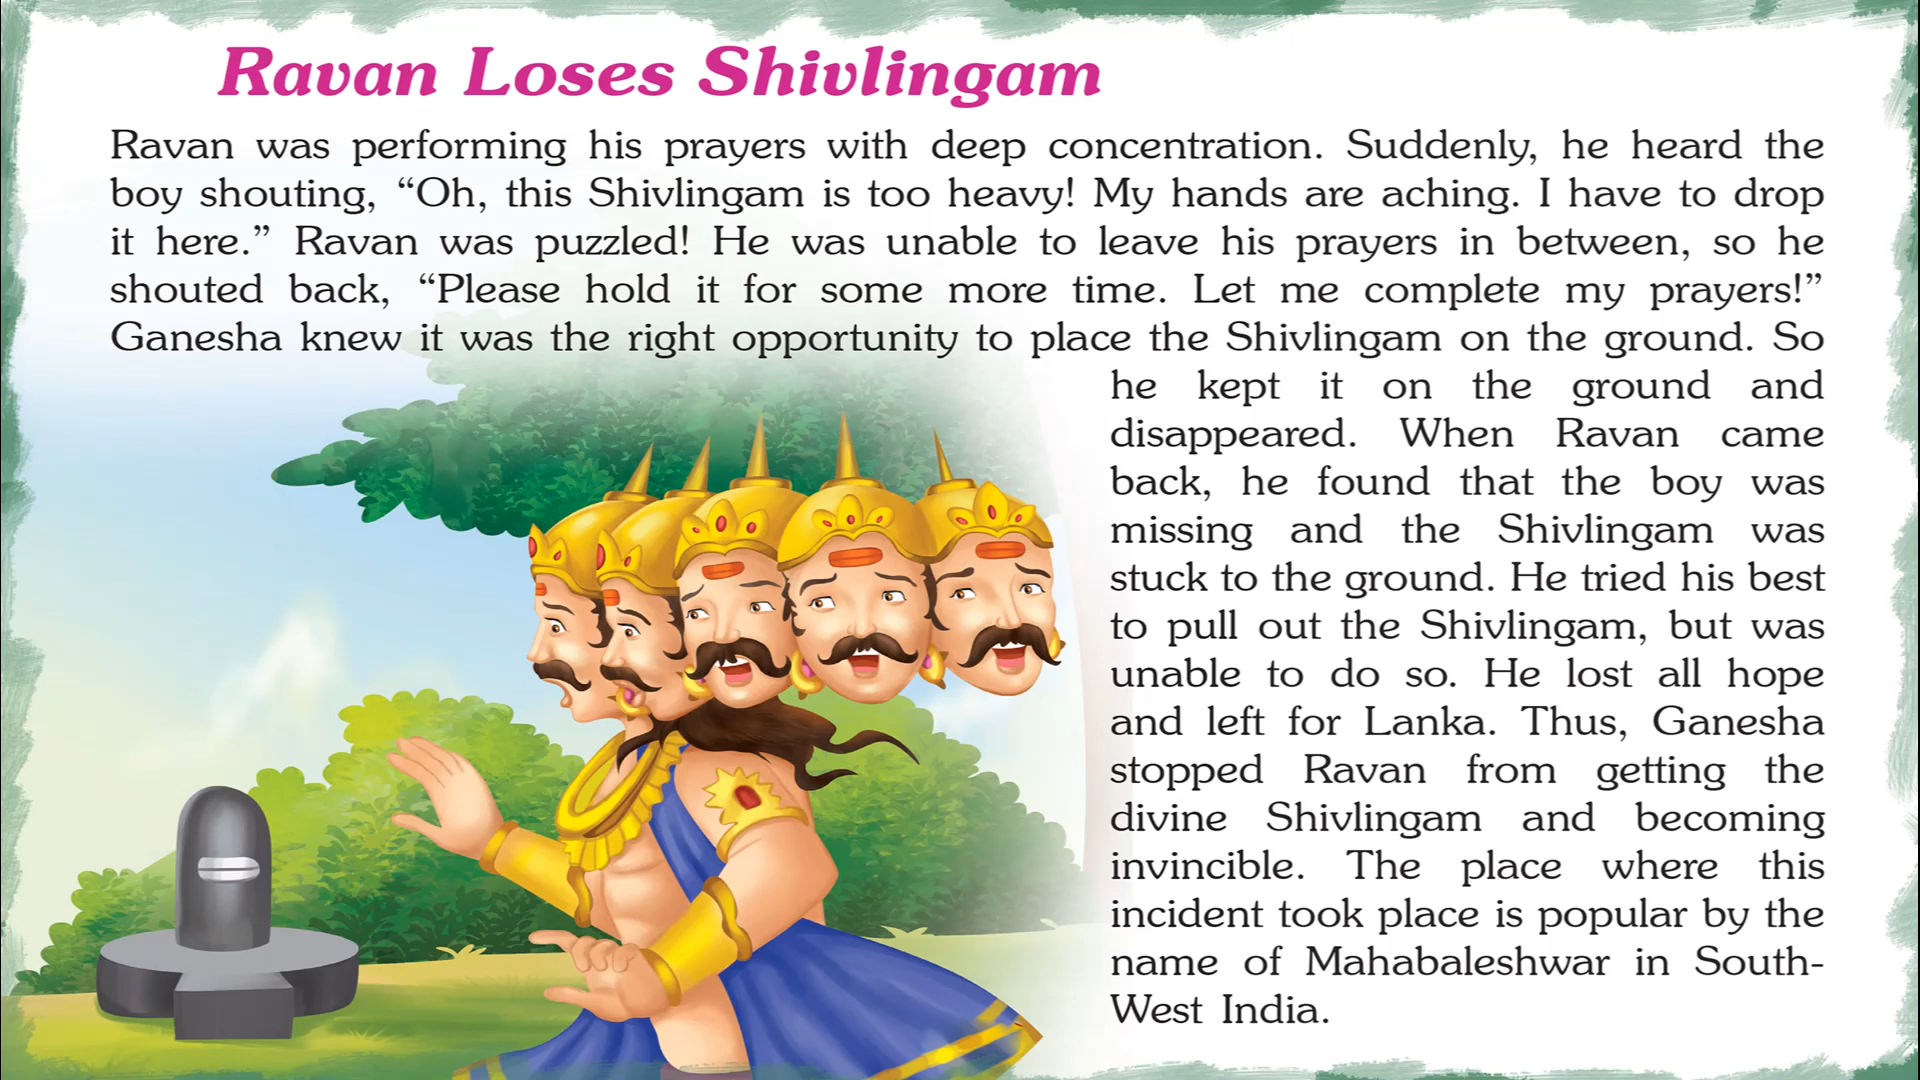 Ravan Loses Shivlingam
Ravan was performing his prayers with deep concentration. Suddenly, he heard the
boy shouting, “Oh, this Shivlingam is too heavy! My hands are aching. I have to drop
it here.” Ravan was puzzled! He was unable to leave his prayers in between, so he
shouted back, “Please hold it for some more time. Let me complete my prayers!”
Ganesha knew it was the right opportunity to place the Shivlingam on the ground. So
he kept it on the ground and
disappeared. When Ravan came
back, he found that the boy was
missing and the Shivlingam was
stuck to the ground. He tried his best
to pull out the Shivlingam, but was
unable to do so. He lost all hope
and left for Lanka. Thus, Ganesha
stopped Ravan from getting the
divine Shivlingam and becoming
invincible. The place where this
incident took place is popular by the
name of Mahabaleshwar in South-
West India.